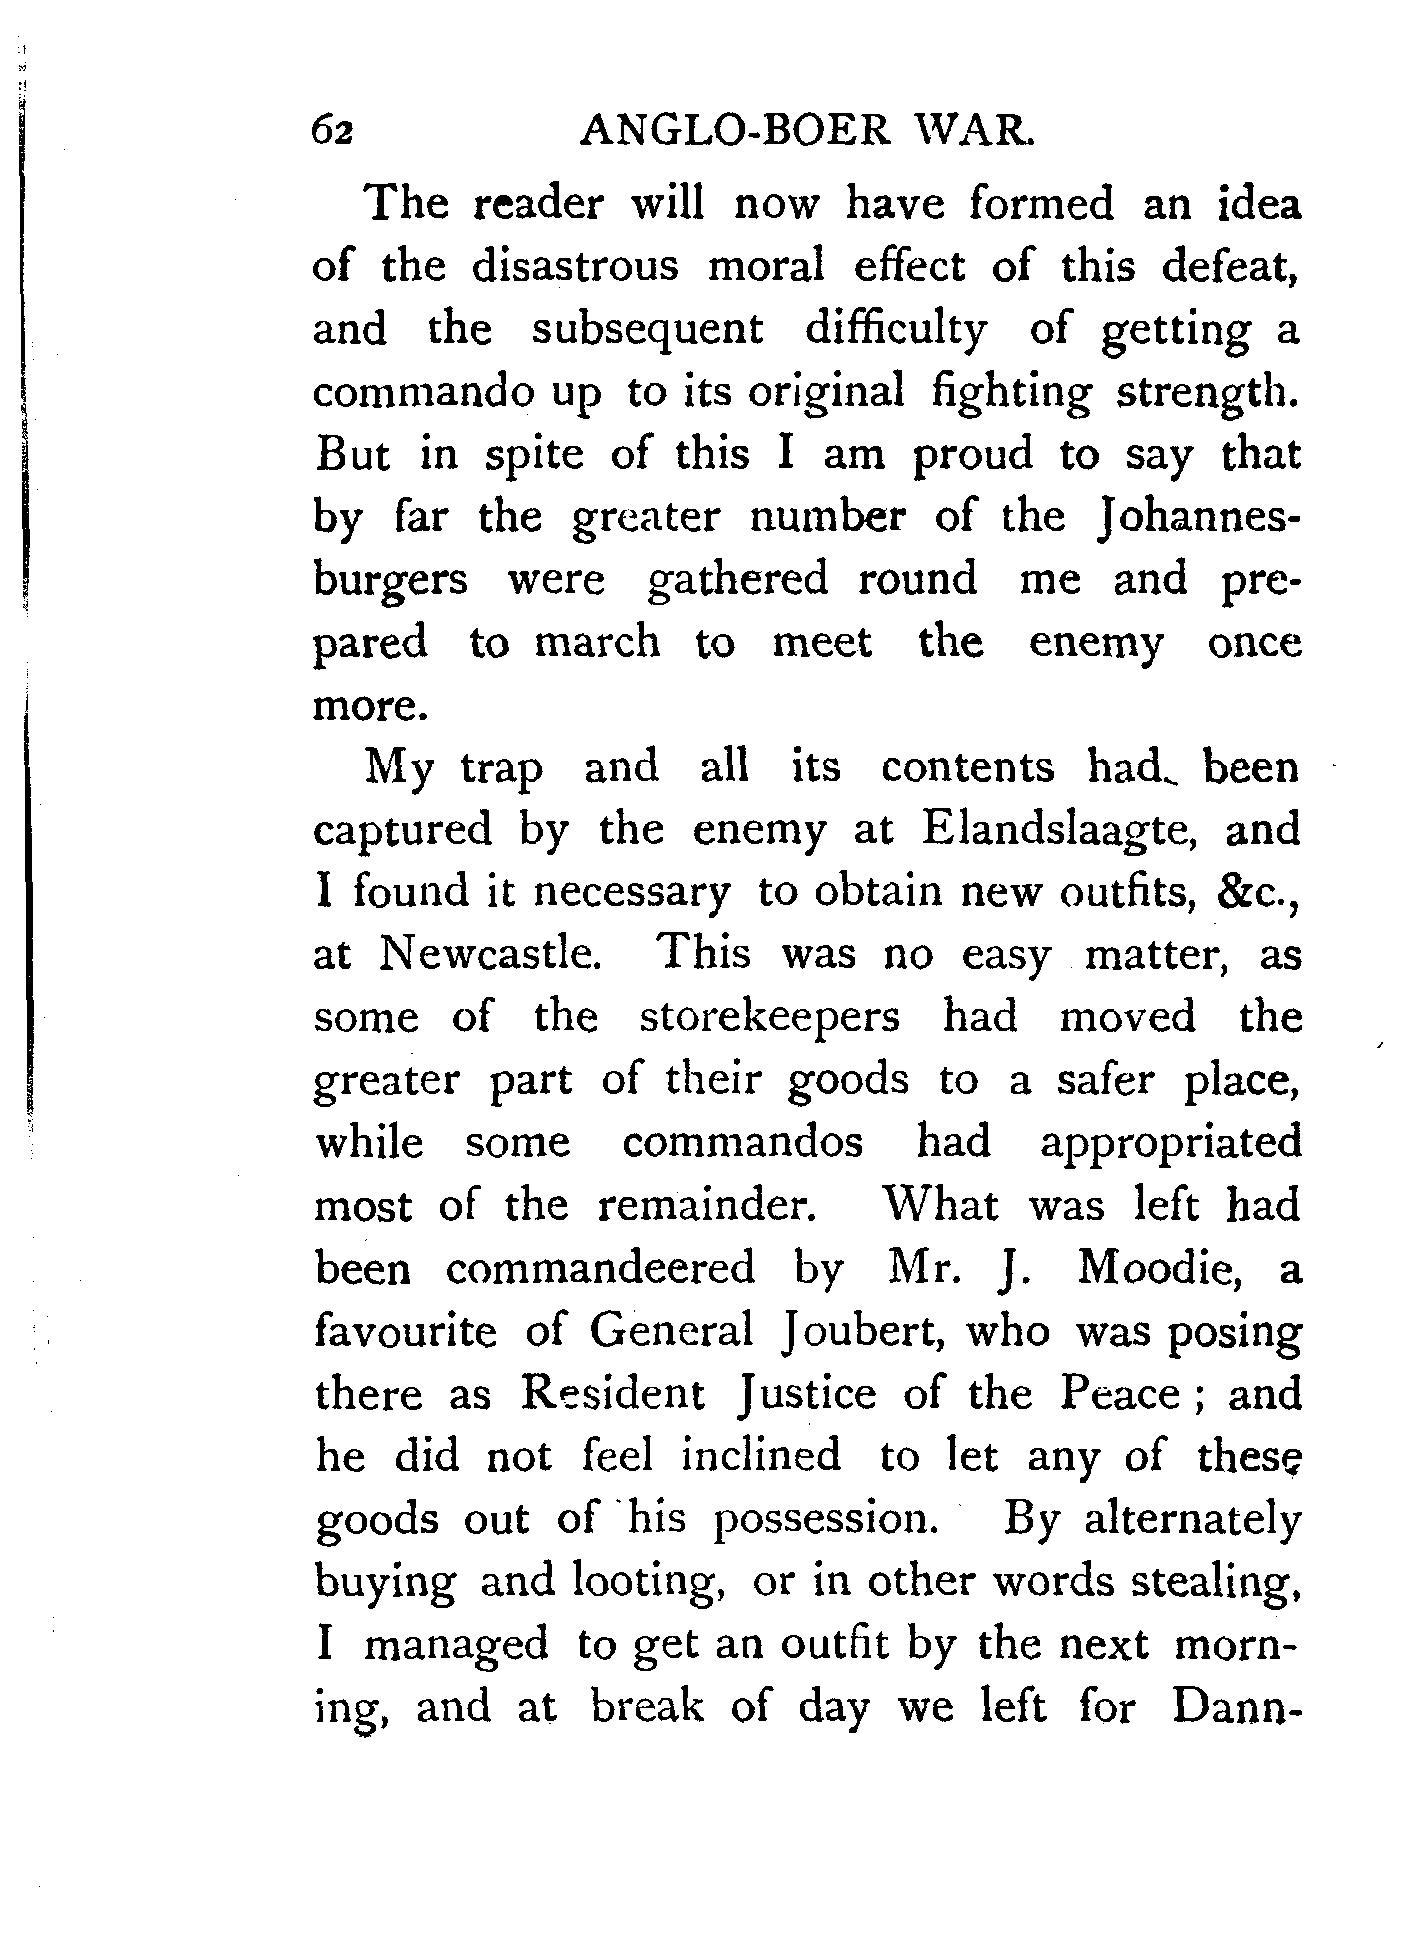 62 ANGLO-BOER WAR.
The reader will now have formed an idea
of the disastrous moral effect of this defeat,
and the subsequent difficulty of getting a
commando up to its original fighting strength.
But in spite of this I am proud to say that
by far the greater number of the Johannes-
burgers were gathered round me and pre-
pared to march to meet the enemy once
more.
My trap and all its contents had been
captured by the enemy at Elandslaagte, and
I found it necessary to obtain new outfits, &c.,
at Newcastle. This was no easy matter, as
some of the storekeepers had moved the
greater part of their goods to a safer place,
while some commandos had appropriated
most of the remainder. What was left had
been commandeered by Mr. J. Moodie, a
favourite of General Joubert, who was posing
there as Resident Justice of the Peace ; and
he did not feel inclined to let any of these
goods out of his possession. By alternately
buying and looting, or in other words stealing,
I managed to get an outfit by the next morn-
ing, and at break of day we left for Dann-